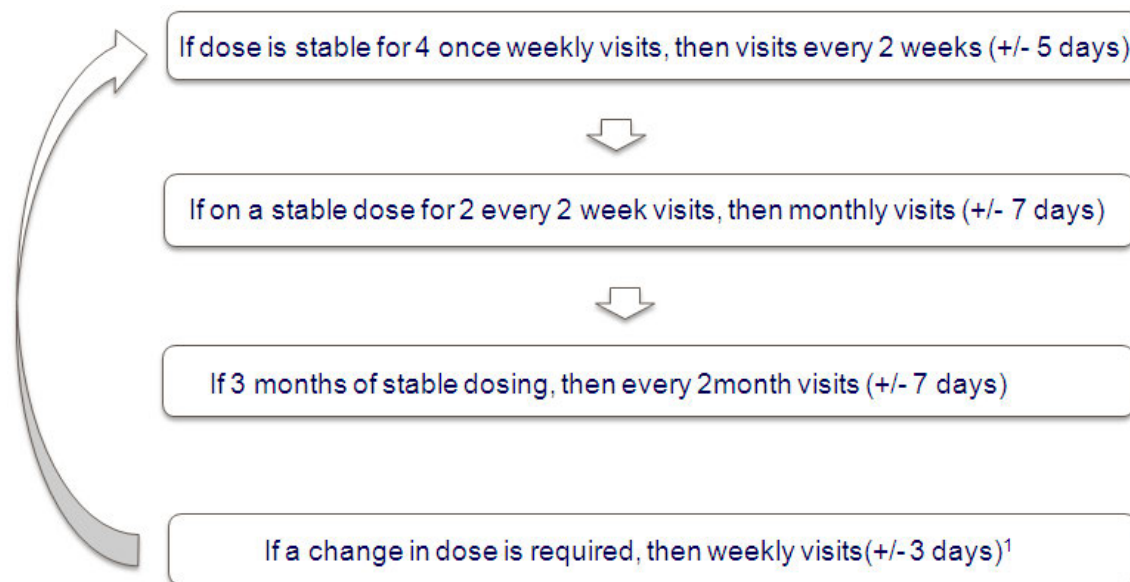 If dose is stable for 4 once weekly visits, then visits every 2 weeks (+/- 5 days)
If on a stable dose for 2 every 2 week visits, then monthly visits (+/- 7 days)
If 3 months of stable dosing, then every 2month visits (+/- 7 days)
If a change in dose is required, then weekly visits(+/- 3 days)¹